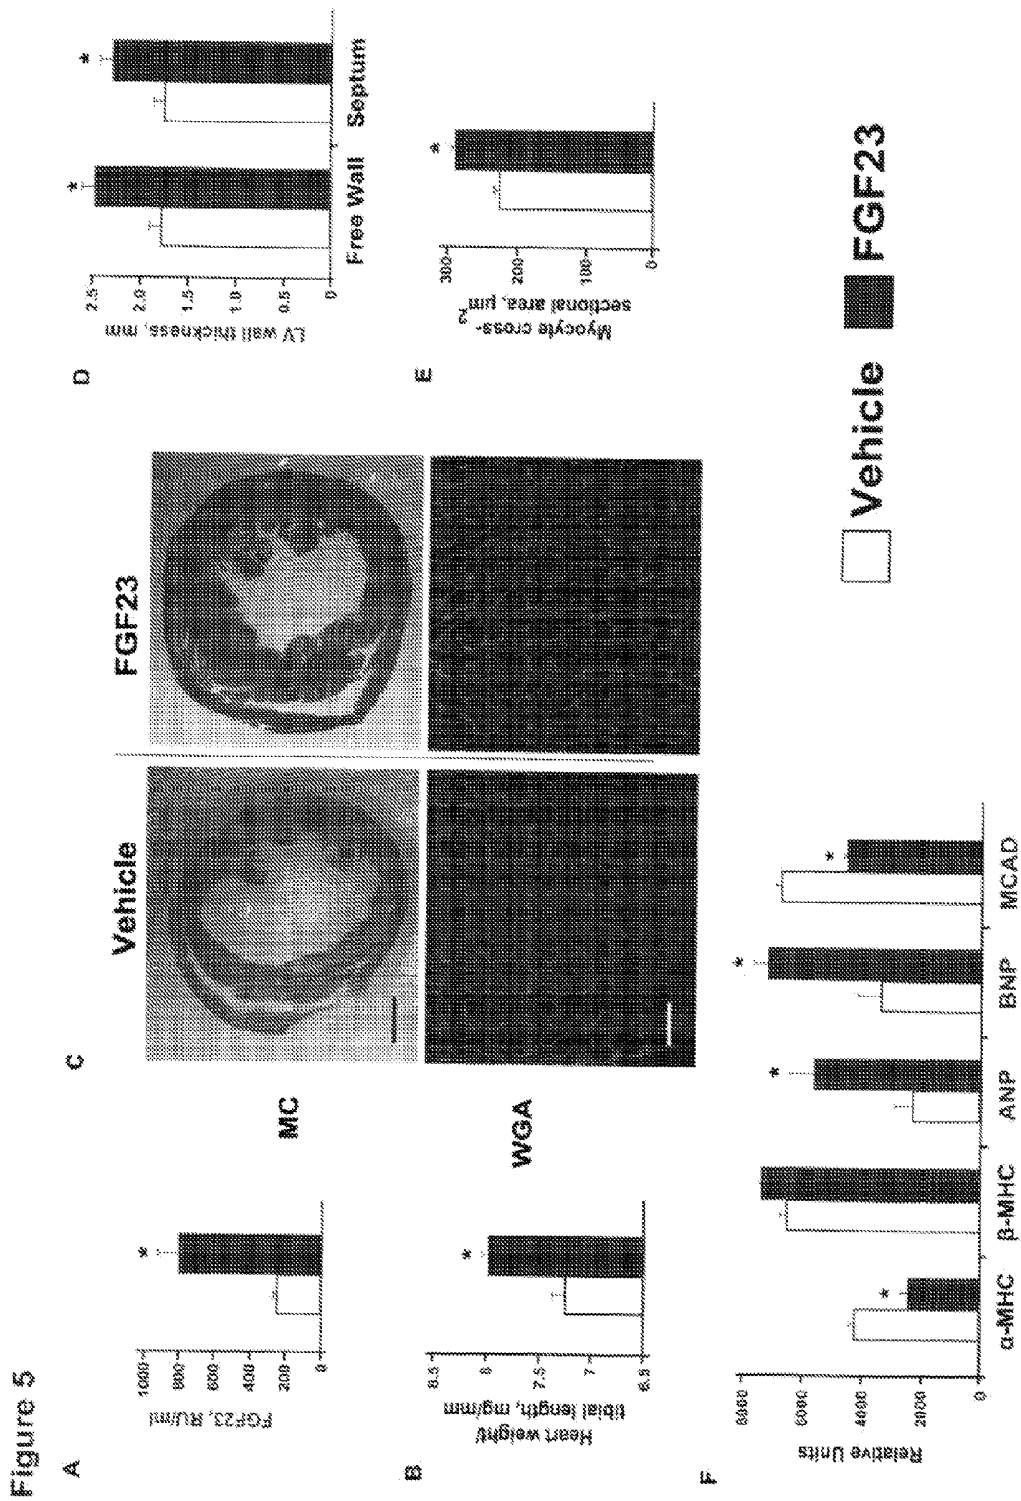 Figure 5
A
FGF23, RU/ml
1000
800
600
400
200
0
*
B
Heart weight/
tibial length, mg/mm
8.5
8
7.5
7
6.5
*
C
Vehicle
FGF23
MC
WGA
D
LV wall thickness, mm
2.5
2.0
1.5
1.0
0.5
0
*
*
Free Wall
Septum
E
Myocyte cross-
sectional area, μm2
300
200
100
0
*
F
Relative Units
8000
6000
4000
2000
0
*
*
*
*
α-MHC
β-MHC
ANP
BNP
MCAD
Vehicle
FGF23